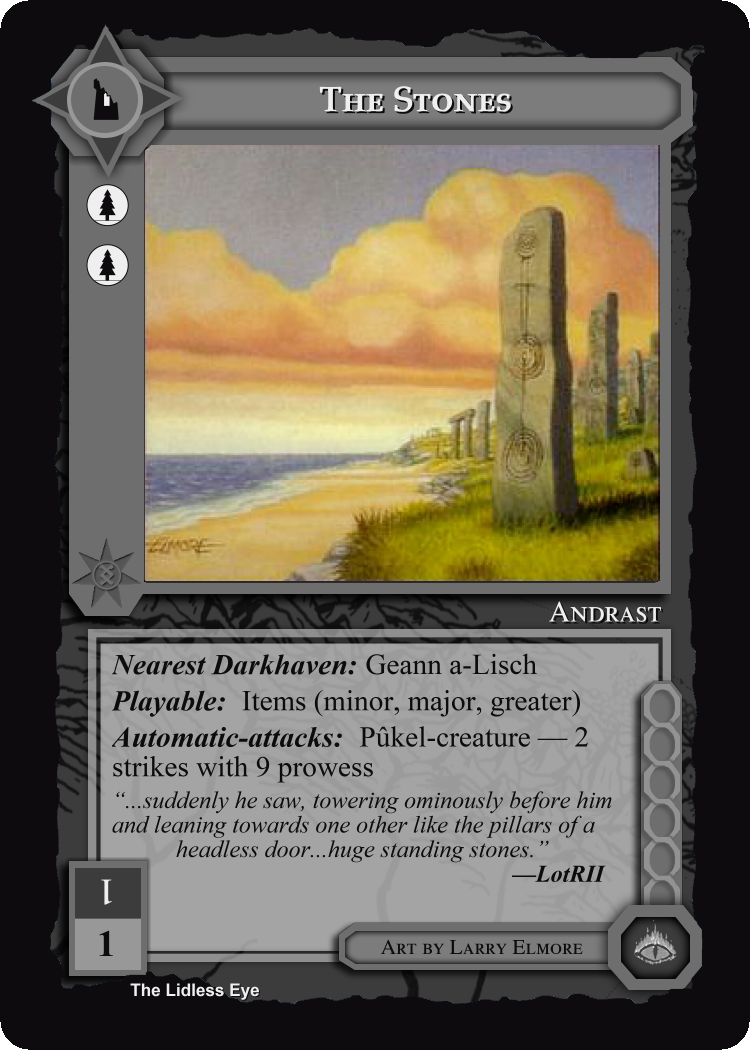 The Stones
ELMORE
Andrast
Nearest Darkhaven: Geann a-Lisch
Playable: Items (minor, major, greater)
Automatic-attacks: Pûkel-creature — 2
strikes with 9 prowess
“...suddenly he saw, towering ominously before him
and leaning towards one other like the pillars of a
headless door...huge standing stones.”
—LotRII
1
1
Art by Larry Elmore
The Lidless Eye